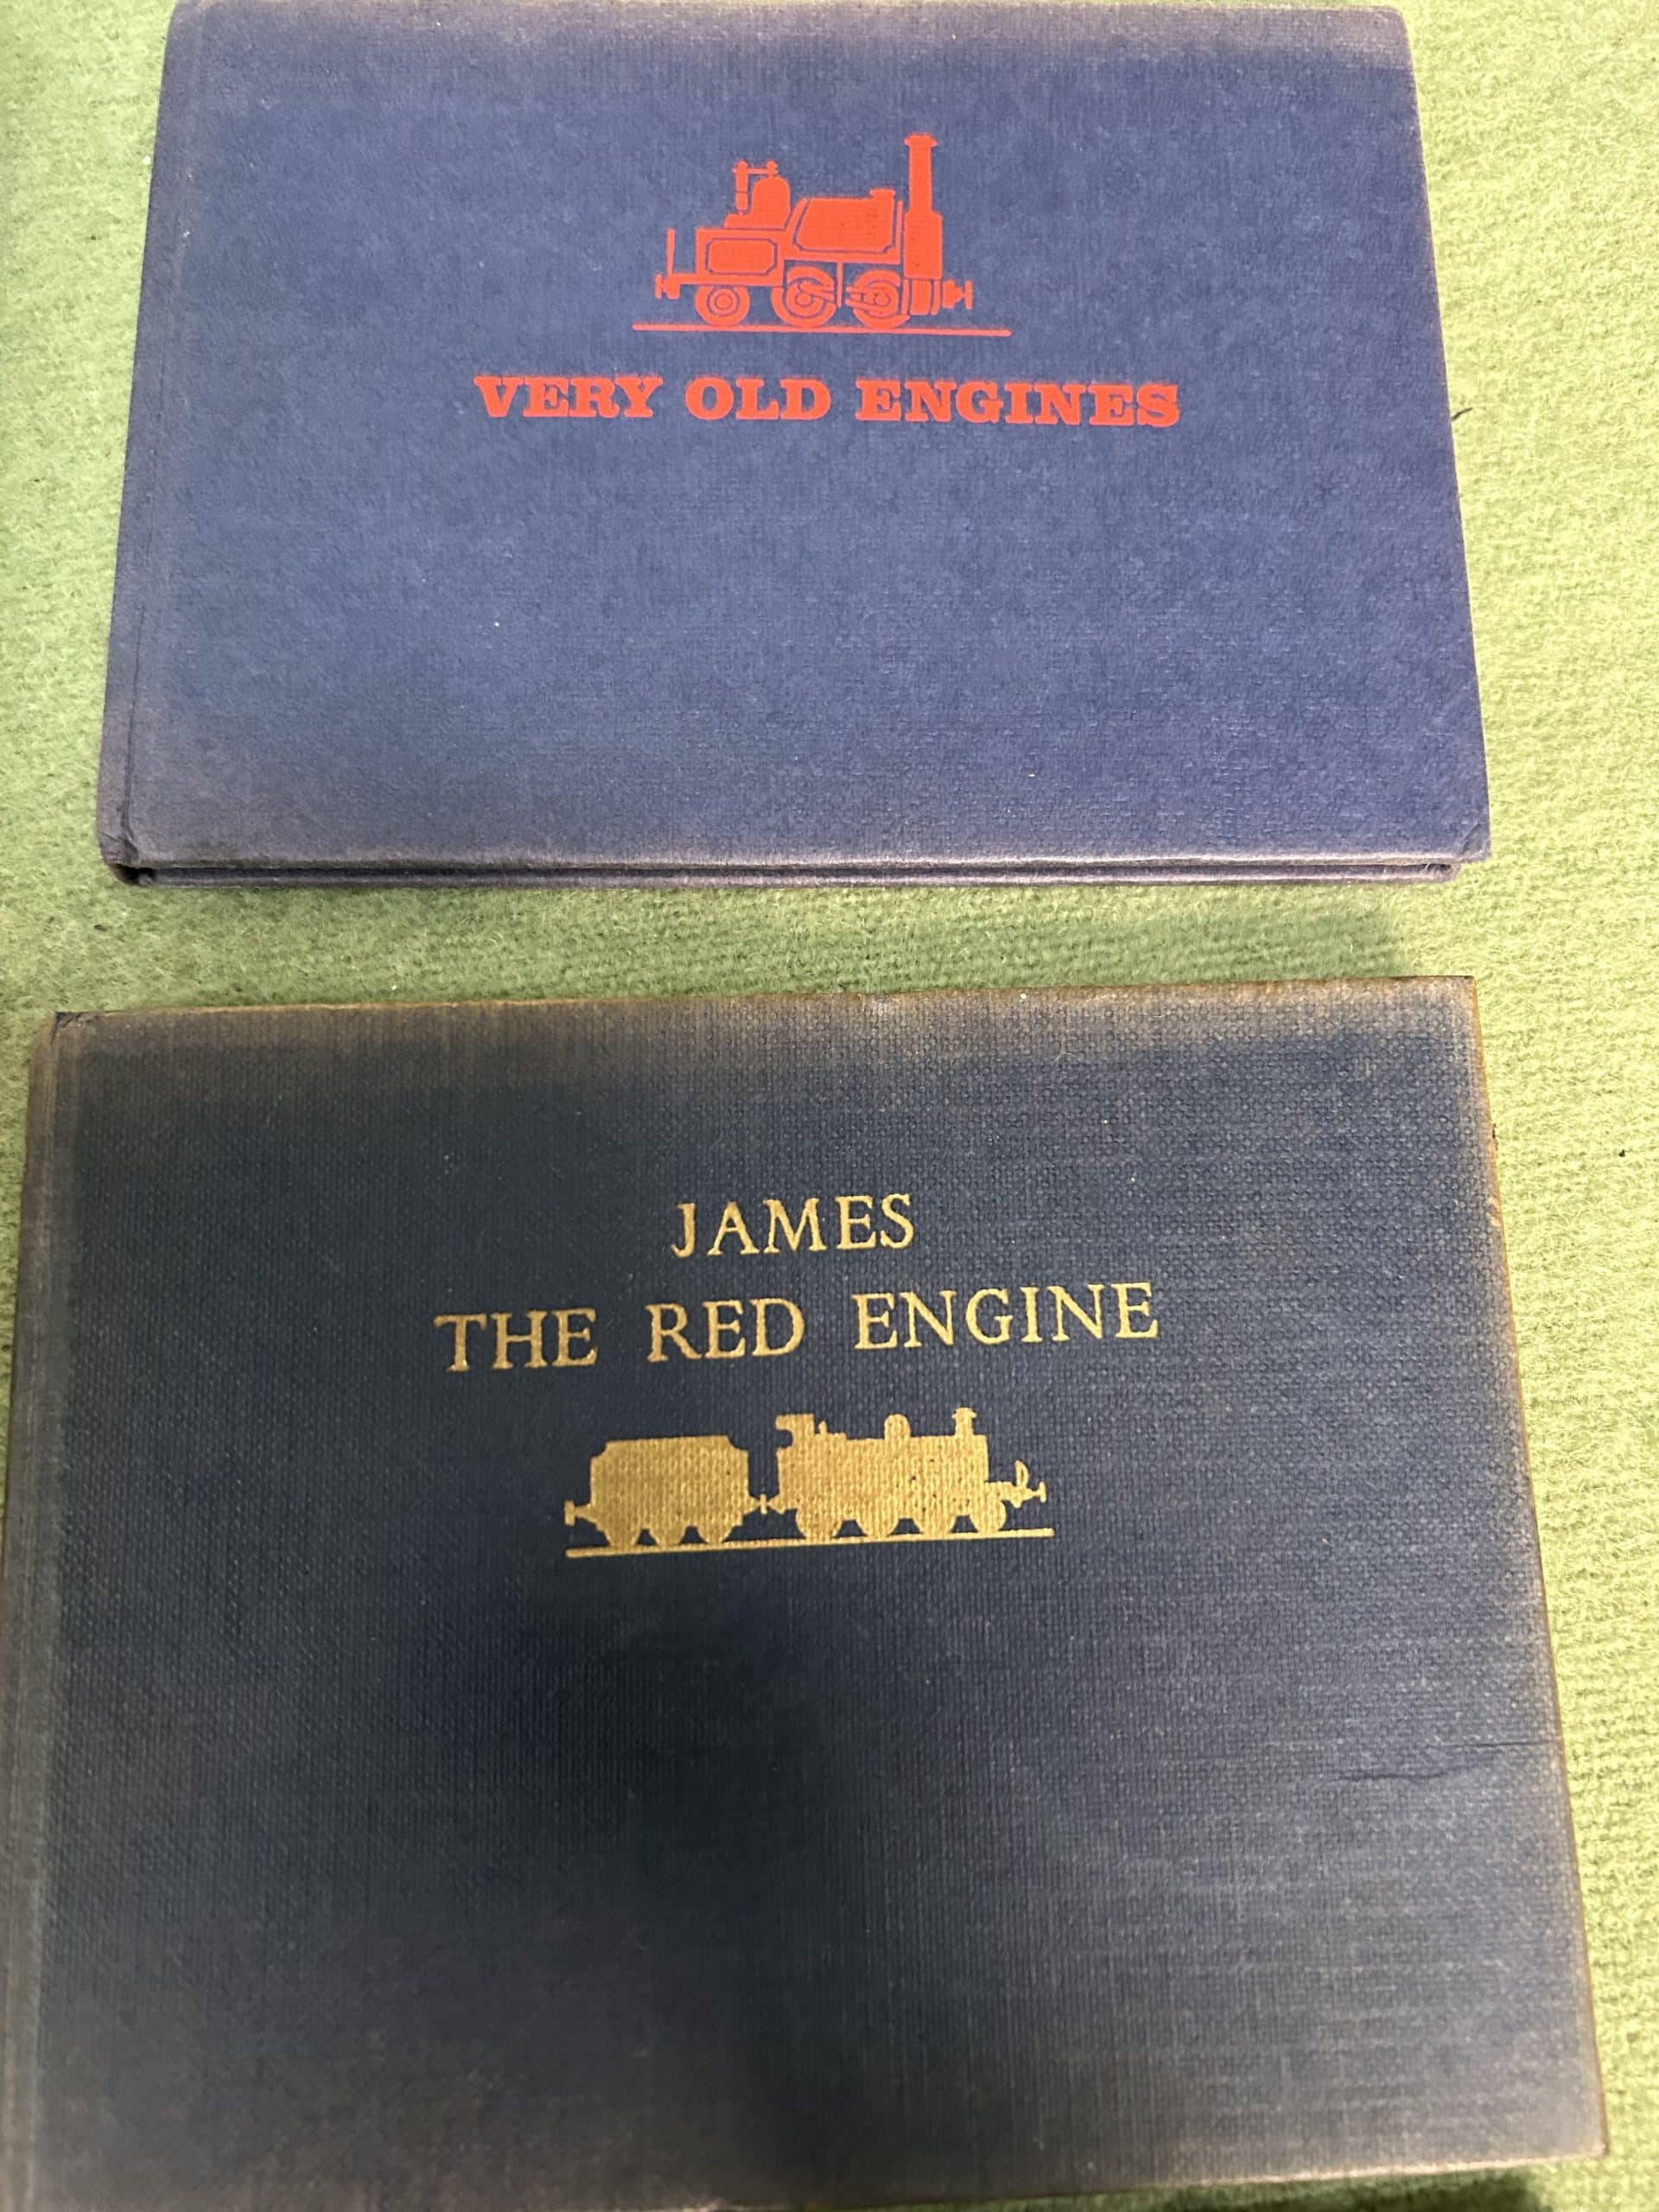 VERY OLD ENGINES
JAMES
THE RED ENGINE